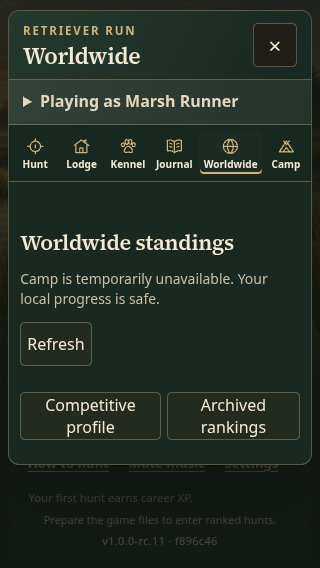 RETRIEVER RUN
Worldwide
×
▶ Playing as Marsh Runner
Hunt Lodge Kennel Journal Worldwide Camp
Worldwide standings
Camp is temporarily unavailable. Your
local progress is safe.
Refresh
Competitive
profile
Archived
rankings
How to hunt Mute music Settings
Your first hunt earns career XP.
Prepare the game files to enter ranked hunts.
v1.0.0-rc.11 · f896c46